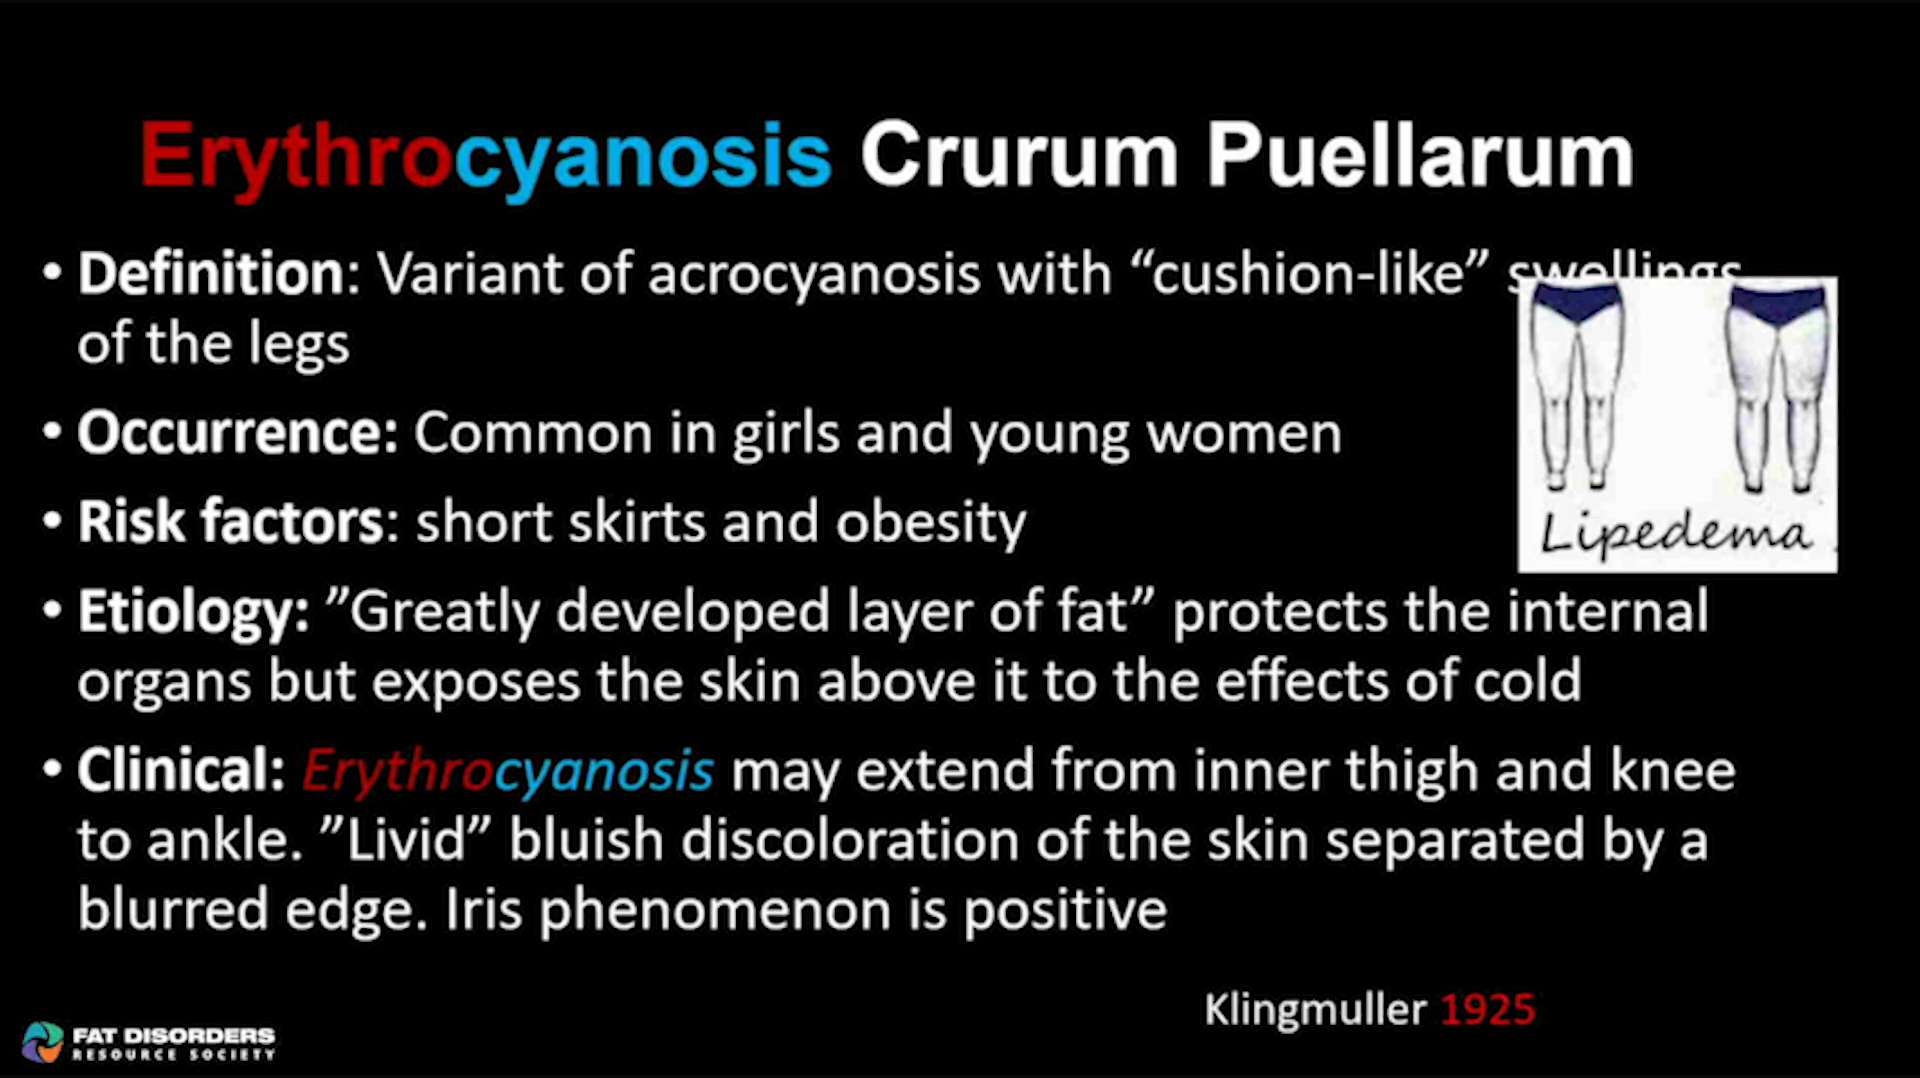 Erythrocyanosis Crurum Puellarum
• Definition: Variant of acrocyanosis with “cushion-like” swellings
of the legs
• Occurrence: Common in girls and young women
• Risk factors: short skirts and obesity
Lipedema
• Etiology: ”Greatly developed layer of fat” protects the internal
organs but exposes the skin above it to the effects of cold
• Clinical: Erythrocyanosis may extend from inner thigh and knee
to ankle. ”Livid” bluish discoloration of the skin separated by a
blurred edge. Iris phenomenon is positive
Klingmuller 1925
FAT DISORDERS
RESOURCE SOCIETY